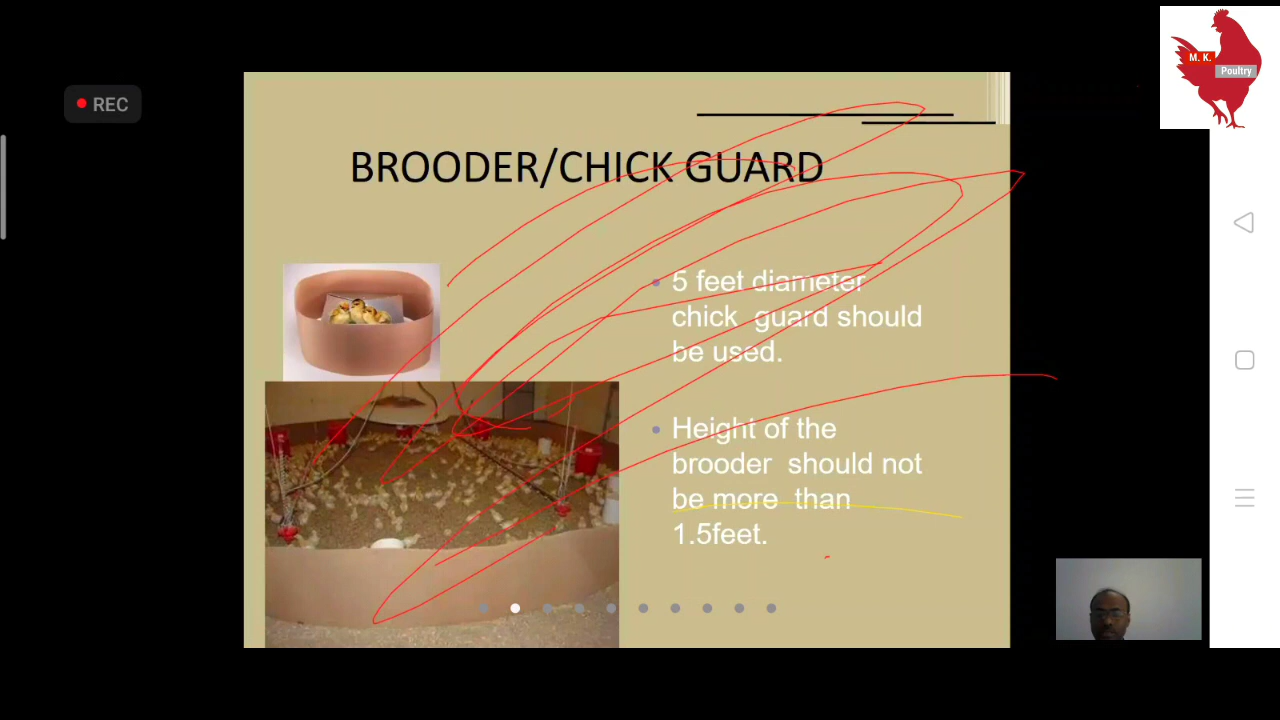 M. K.
Poultry
REC
BROODER/CHICK GUARD
5 feet diameter
chick guard should
be used.
Height of the
brooder should not
be more than
1.5feet.